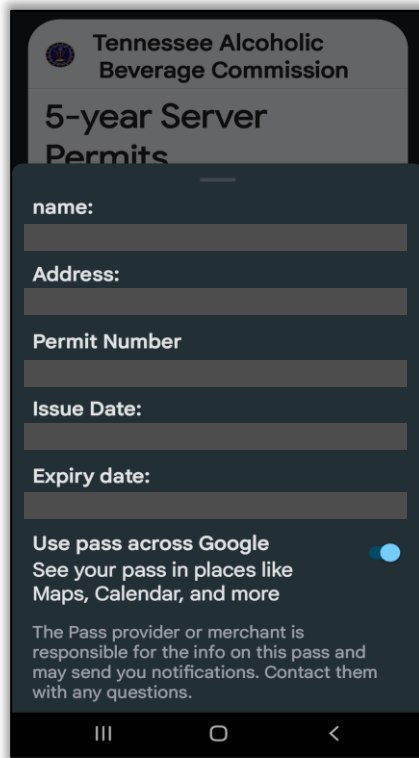 Tennessee Alcoholic
Beverage Commission
5-year Server
Permits
name:
Address:
Permit Number
Issue Date:
Expiry date:
Use pass across Google
See your pass in places like
Maps, Calendar, and more
The Pass provider or merchant is
responsible for the info on this pass and
may send you notifications. Contact them
with any questions.